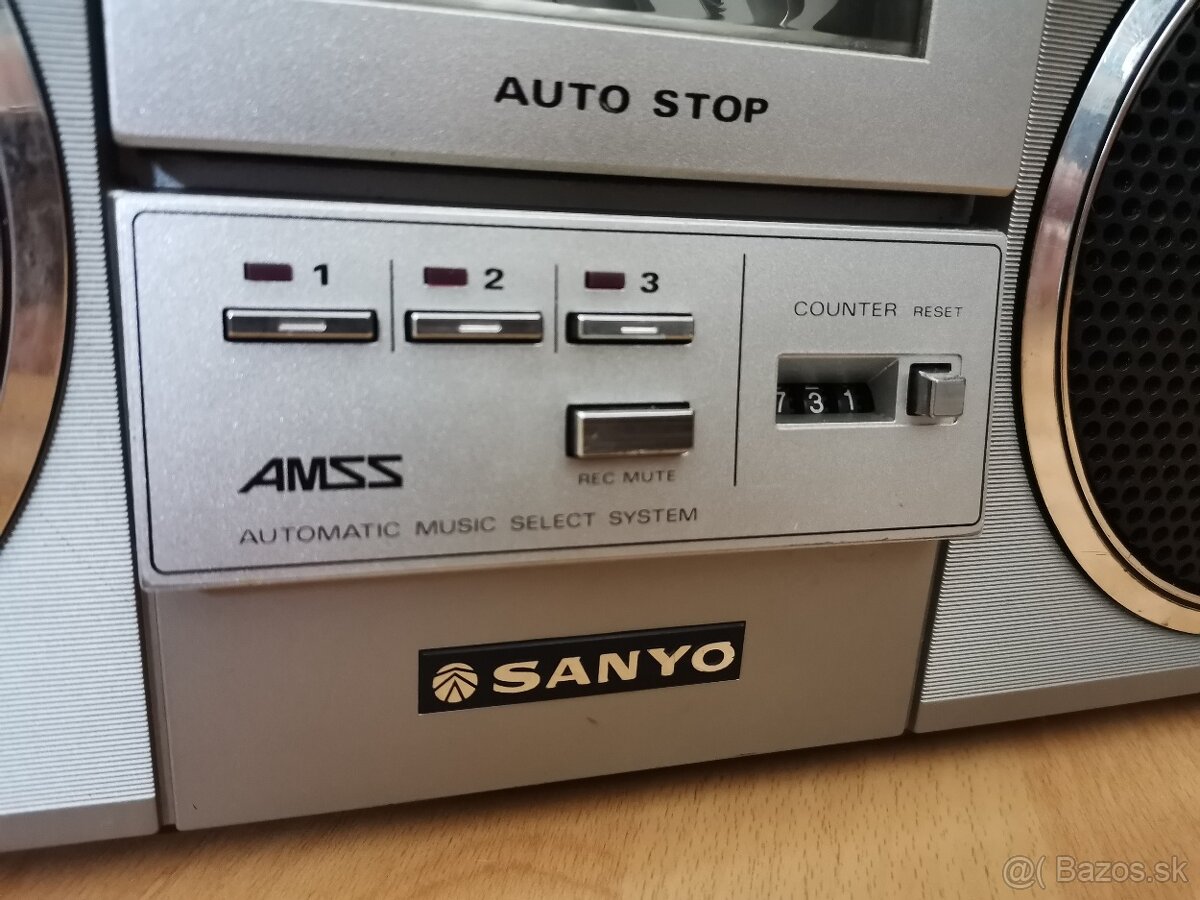 AUTO STOP
1 2 3
COUNTER RESET
731
REC MUTE
AMSS
AUTOMATIC MUSIC SELECT SYSTEM
SANYO
@( Bazos.sk